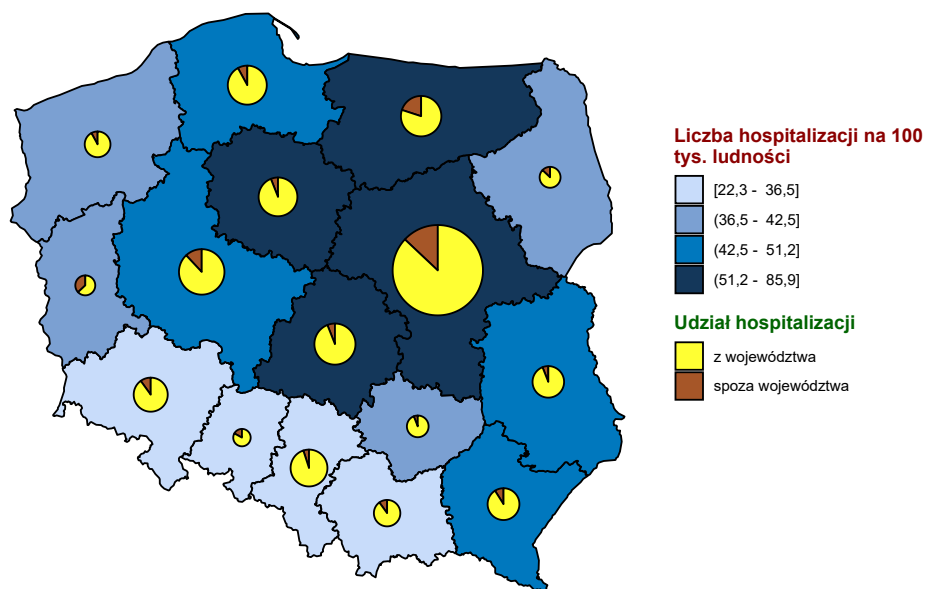 Liczba hospitalizacji na 100
tys. ludności
[22,3 - 36,5]
(36,5 - 42,5]
(42,5 - 51,2]
(51,2 - 85,9]
Udział hospitalizacji
z województwa
spoza województwa